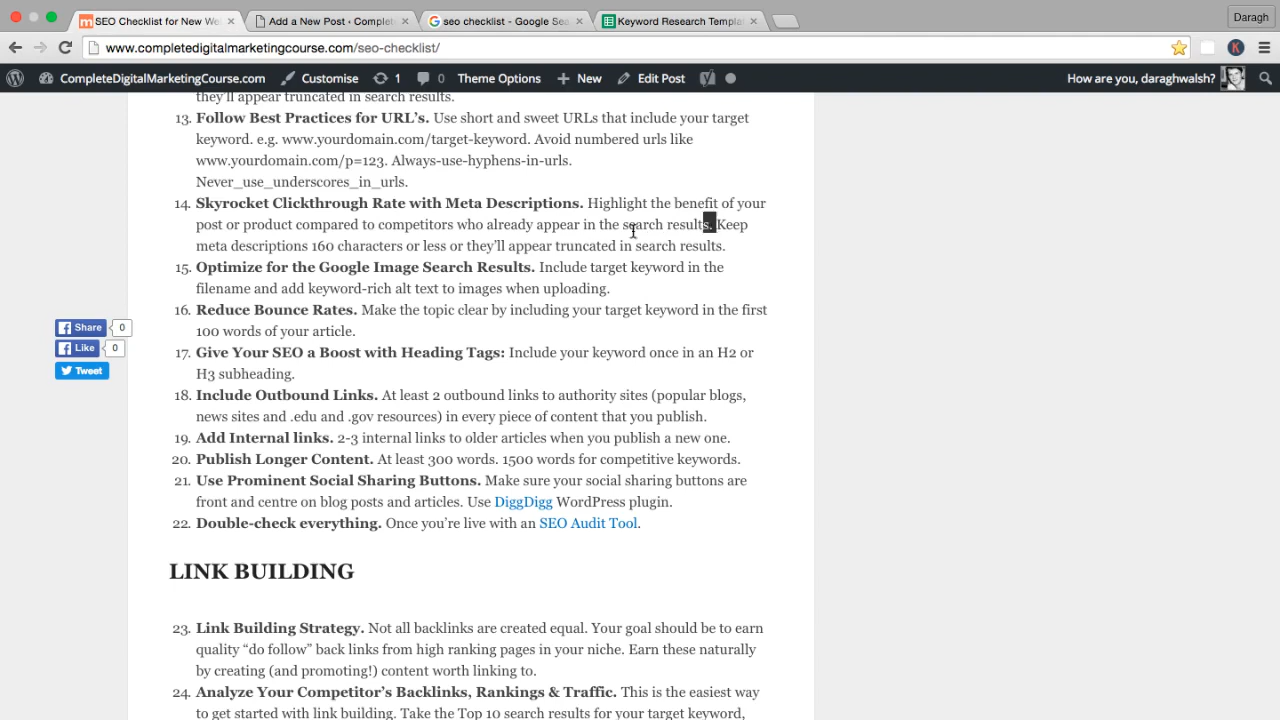 SEO Checklist for New We
Add a New Post ‹ Complet
seo checklist - Google Sea
Keyword Research Templa
Daragh
www.completedigitalmarketingcourse.com/seo-checklist/
CompleteDigitalMarketingCourse.com
Customise
1
0
Theme Options
New
Edit Post
How are you, daraghwalsh?
they'll appear truncated in search results.
13. Follow Best Practices for URL's. Use short and sweet URLs that include your target
keyword. e.g. www.yourdomain.com/target-keyword. Avoid numbered urls like
www.yourdomain.com/p=123. Always-use-hyphens-in-urls.
Never_use_underscores_in_urls.
14. Skyrocket Clickthrough Rate with Meta Descriptions. Highlight the benefit of your
post or product compared to competitors who already appear in the search results. Keep
meta descriptions 160 characters or less or they'll appear truncated in search results.
15. Optimize for the Google Image Search Results. Include target keyword in the
filename and add keyword-rich alt text to images when uploading.
16. Reduce Bounce Rates. Make the topic clear by including your target keyword in the first
100 words of your article.
Share 0
Like 0
Tweet
17. Give Your SEO a Boost with Heading Tags: Include your keyword once in an H2 or
H3 subheading.
18. Include Outbound Links. At least 2 outbound links to authority sites (popular blogs,
news sites and .edu and .gov resources) in every piece of content that you publish.
19. Add Internal links. 2-3 internal links to older articles when you publish a new one.
20. Publish Longer Content. At least 300 words. 1500 words for competitive keywords.
21. Use Prominent Social Sharing Buttons. Make sure your social sharing buttons are
front and centre on blog posts and articles. Use DiggDigg WordPress plugin.
22. Double-check everything. Once you're live with an SEO Audit Tool.
LINK BUILDING
23. Link Building Strategy. Not all backlinks are created equal. Your goal should be to earn
quality "do follow" back links from high ranking pages in your niche. Earn these naturally
by creating (and promoting!) content worth linking to.
24. Analyze Your Competitor's Backlinks, Rankings & Traffic. This is the easiest way
to get started with link building. Take the Top 10 search results for your target keyword,